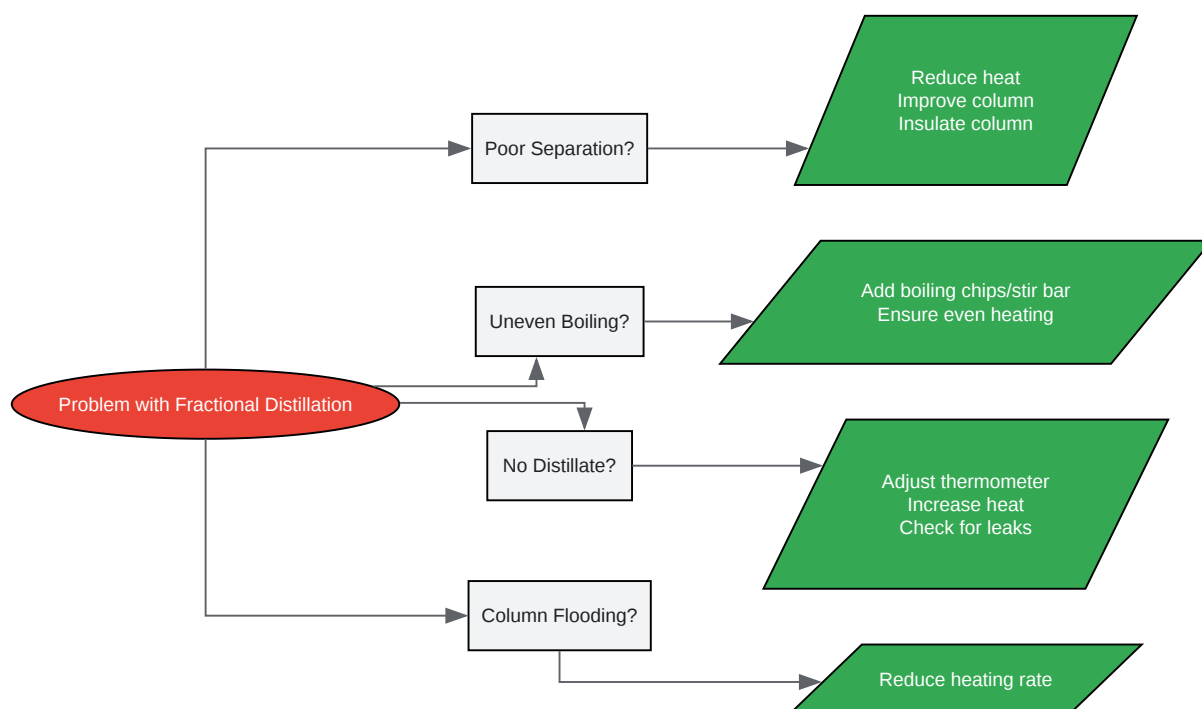 Reduce heat
Improve column
Insulate column
Poor Separation?
Add boiling chips/stir bar
Ensure even heating
Uneven Boiling?
Problem with Fractional Distillation
No Distillate?
Adjust thermometer
Increase heat
Check for leaks
Column Flooding?
Reduce heating rate